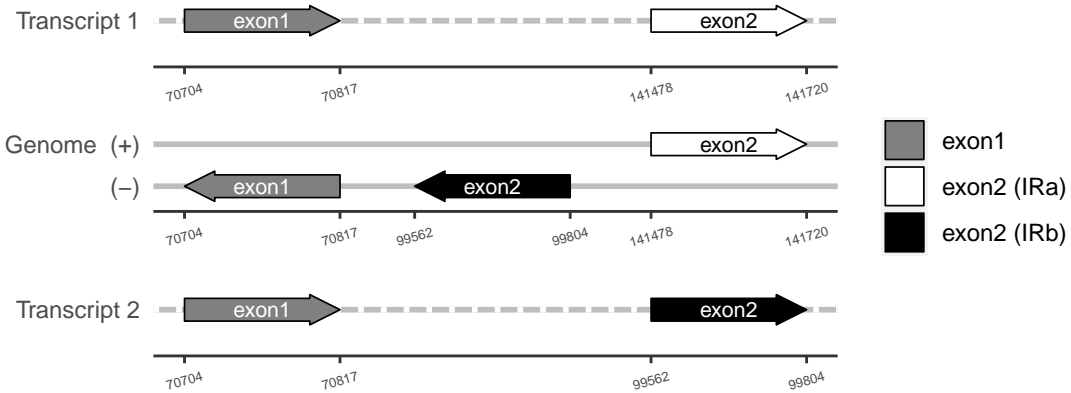 Transcript 1 exon1 exon2
70704 70817 141478 141720
Genome (+) exon2
(−) exon1 exon2
70704 70817 99562 99804 141478 141720
Transcript 2 exon1 exon2
70704 70817 99562 99804
exon1
exon2 (IRa)
exon2 (IRb)